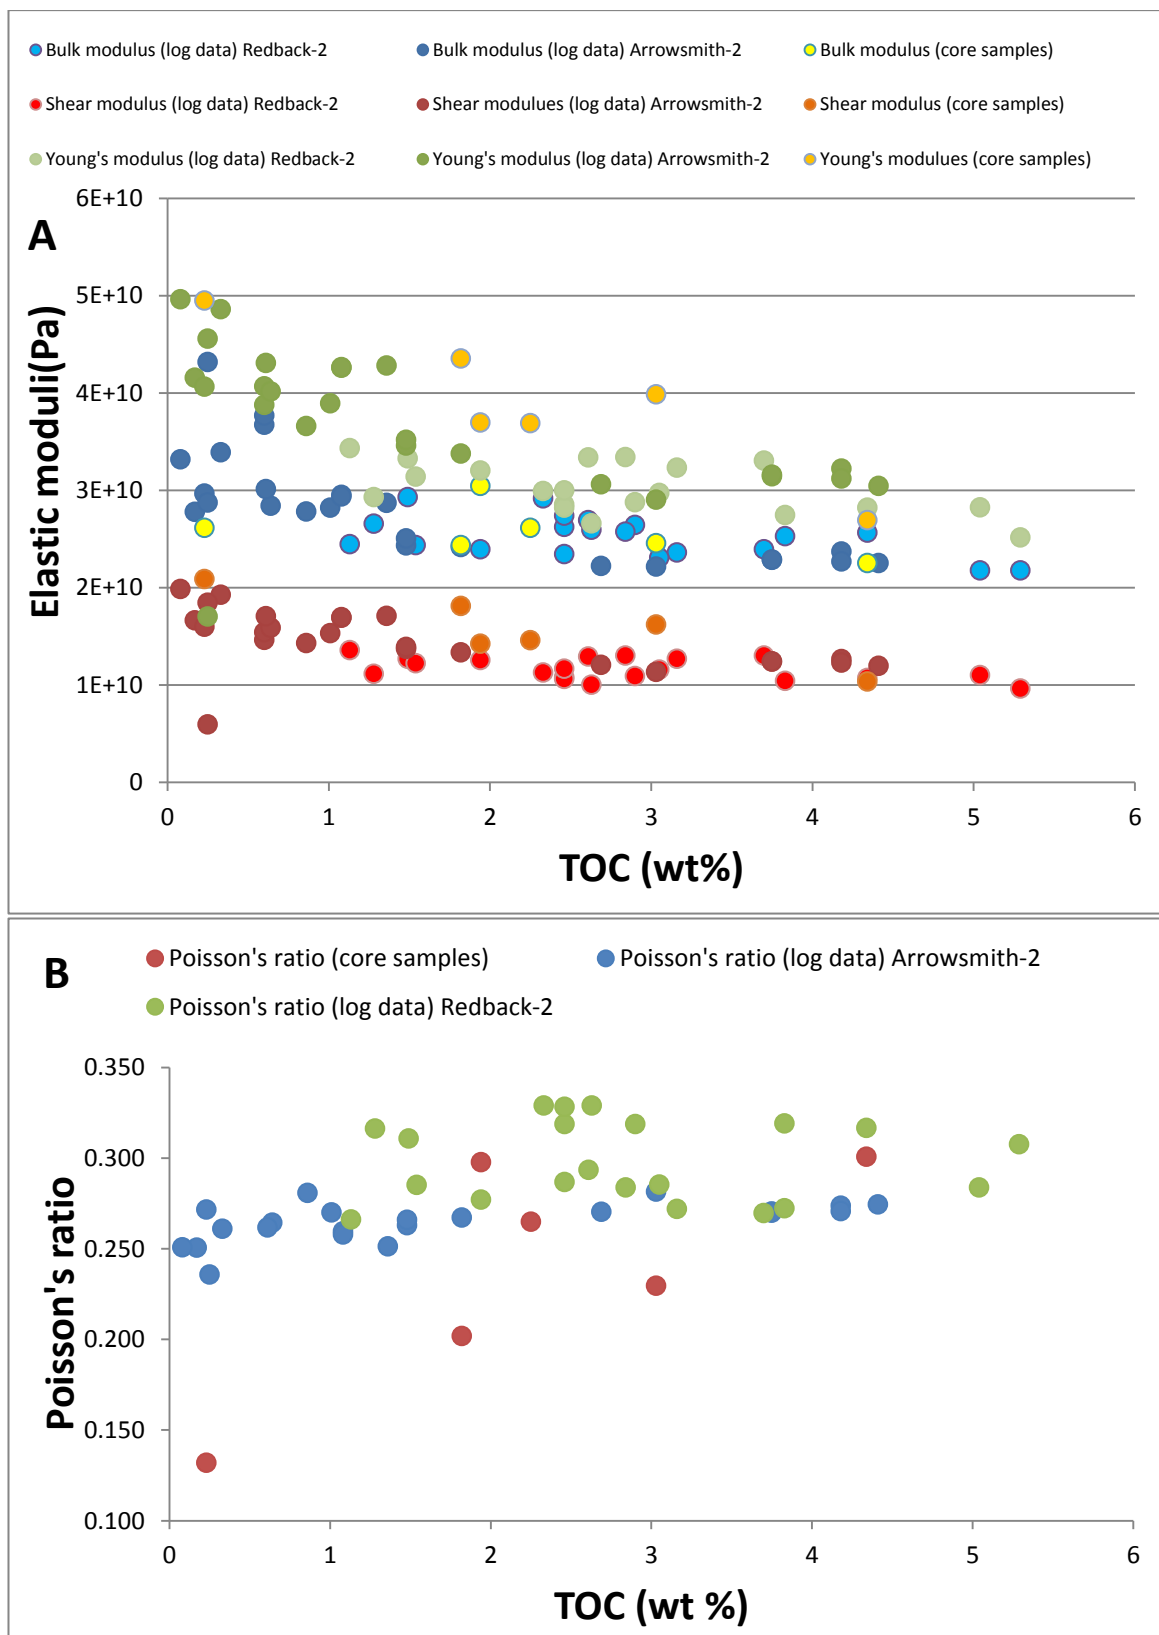 Bulk modulus (log data) Redback-2 Bulk modulus (log data) Arrowsmith-2 Bulk modulus (core samples)
Shear modulus (log data) Redback-2 Shear modulues (log data) Arrowsmith-2 Shear modulus (core samples)
Young's modulus (log data) Redback-2 Young's modulus (log data) Arrowsmith-2 Young's modulues (core samples)
A
Elastic moduli(Pa)
6E+10
5E+10
4E+10
3E+10
2E+10
1E+10
0
0 1 2 3 4 5 6
TOC (wt%)
B
Poisson's ratio (core samples) Poisson's ratio (log data) Arrowsmith-2
Poisson's ratio (log data) Redback-2
Poisson's ratio
0.350
0.300
0.250
0.200
0.150
0.100
0 1 2 3 4 5 6
TOC (wt %)